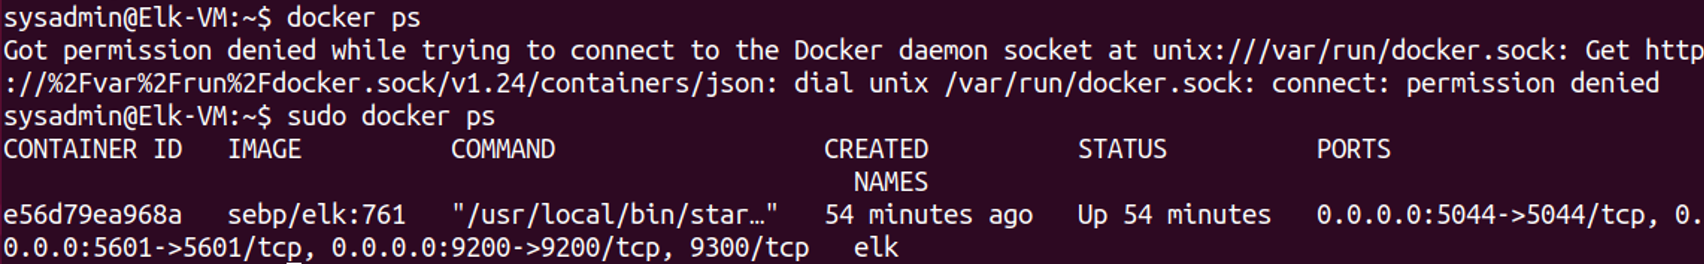 sysadmin@Elk-VM:~$ docker ps
Got permission denied while trying to connect to the Docker daemon socket at unix:///var/run/docker.sock: Get http
://%2Fvar%2Frun%2Fdocker.sock/v1.24/containers/json: dial unix /var/run/docker.sock: connect: permission denied
sysadmin@Elk-VM:~$ sudo docker ps
CONTAINER ID   IMAGE          COMMAND                  CREATED          STATUS          PORTS
                                                         NAMES
e56d79ea968a   sebp/elk:761   "/usr/local/bin/star…"   54 minutes ago   Up 54 minutes   0.0.0.0:5044->5044/tcp, 0.
0.0.0:5601->5601/tcp, 0.0.0.0:9200->9200/tcp, 9300/tcp   elk